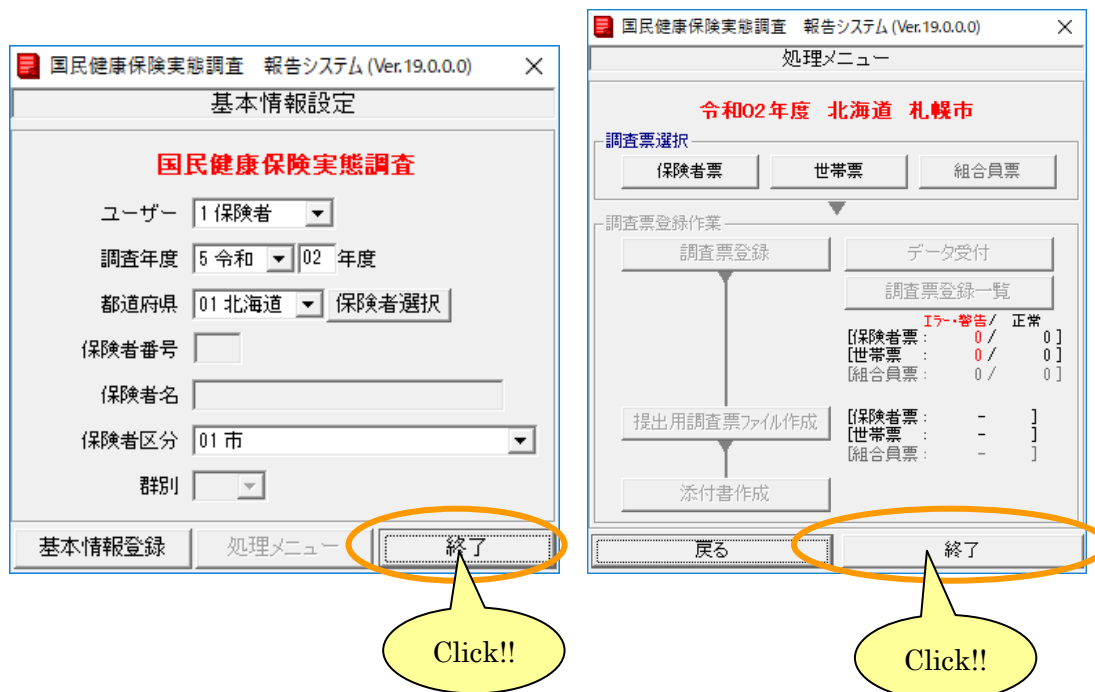 国民健康保険実態調査 報告システム (Ver.19.0.0.0)
基本情報設定
国民健康保険実態調査
ユーザー 1 保険者
調査年度 5 令和 02 年度
都道府県 01 北海道 保険者選択
保険者番号
保険者名
保険者区分 01 市
群別
基本情報登録 処理メニュー 終了
Click!!
国民健康保険実態調査 報告システム (Ver.19.0.0.0)
処理メニュー
令和02年度 北海道 札幌市
調査票選択
保険者票 世帯票 組合員票
調査票登録作業
調査票登録 データ受付
調査票登録一覧
エラー・警告/ 正常
[保険者票 : 0 / 0 ]
[世帯票 : 0 / 0 ]
[組合員票 : 0 / 0 ]
提出用調査票ファイル作成
[保険者票 : - ]
[世帯票 : - ]
[組合員票 : - ]
添付書作成
戻る 終了
Click!!